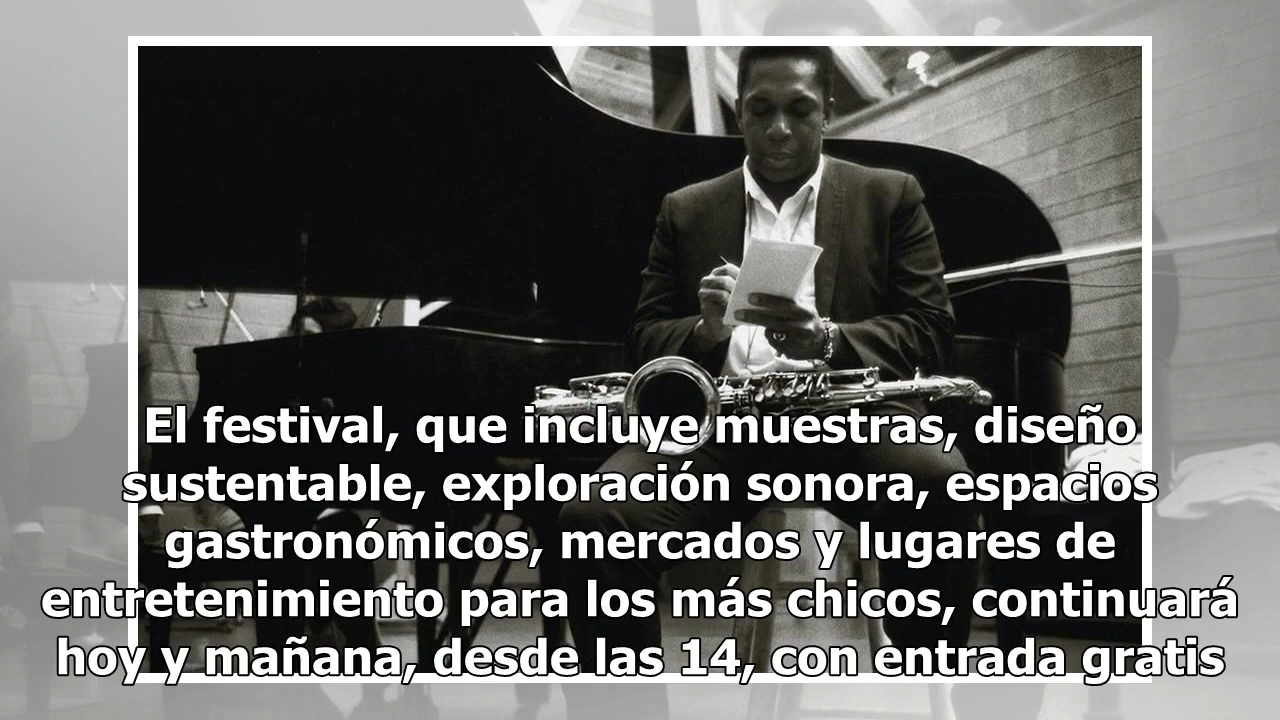 El festival, que incluye muestras, diseño
sustentable, exploración sonora, espacios
gastronómicos, mercados y lugares de
entretenimiento para los más chicos, continuará
hoy y mañana, desde las 14, con entrada gratis